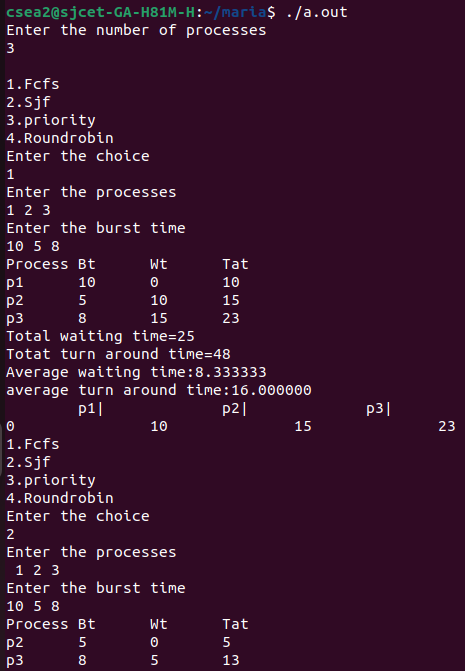 csea2@sjcet-GA-H81M-H:~/maria$ ./a.out
Enter the number of processes
3
1.Fcfs
2.Sjf
3.priority
4.Roundrobin
Enter the choice
1
Enter the processes
1 2 3
Enter the burst time
10 5 8
Process Bt Wt Tat
p1 10 0 10
p2 5 10 15
p3 8 15 23
Total waiting time=25
Totat turn around time=48
Average waiting time:8.333333
average turn around time:16.000000
p1| p2| p3|
0 10 15 23
1.Fcfs
2.Sjf
3.priority
4.Roundrobin
Enter the choice
2
Enter the processes
1 2 3
Enter the burst time
10 5 8
Process Bt Wt Tat
p2 5 0 5
p3 8 5 13